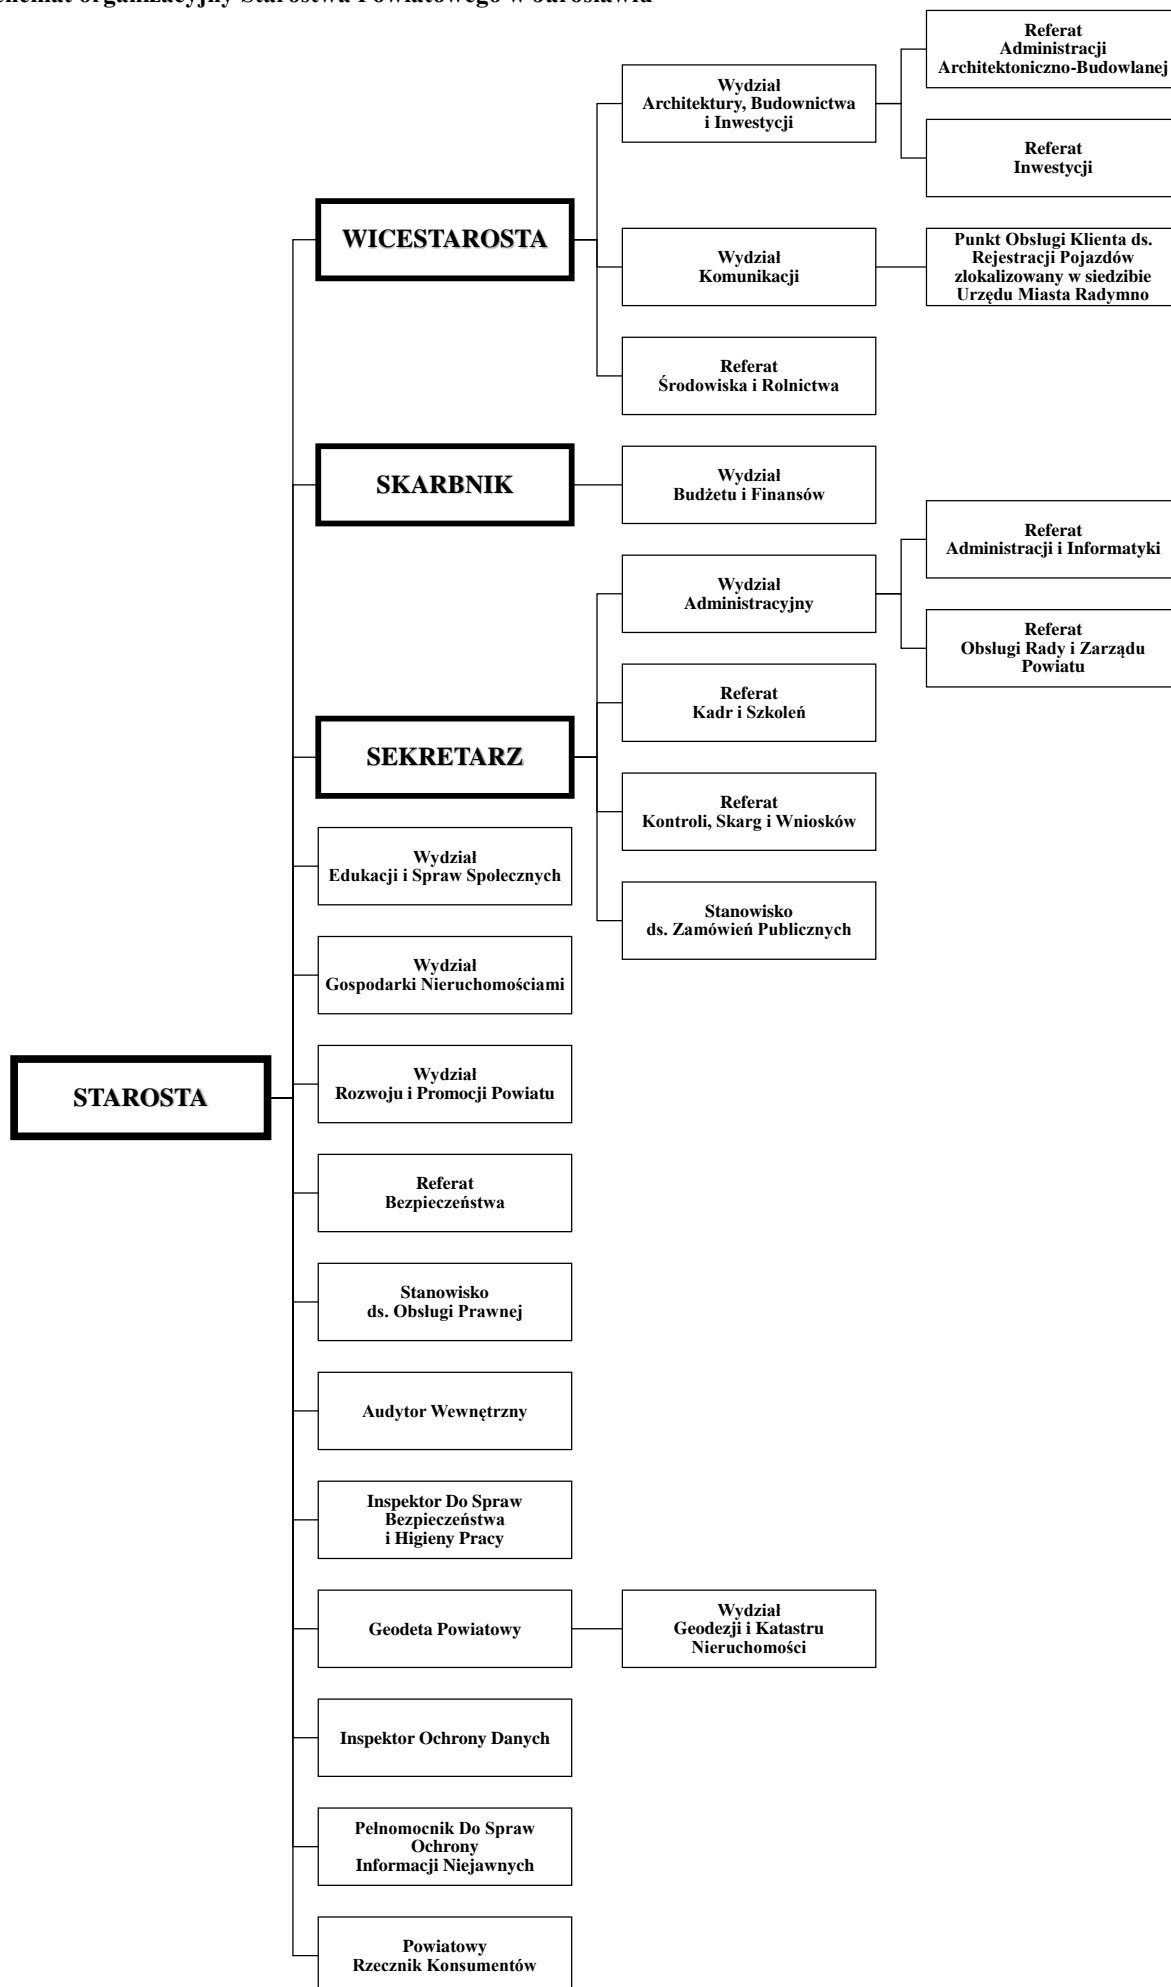 organizacyjny Starostwa Powiatowego w
Referat
Administracji
Architektoniczno-Budowlanej
Wydział
Architektury, Budownictwa
i Inwestycji
Referat
Inwestycji
WICESTAROSTA
Wydział
Komunikacji
Punkt Obsługi Klienta ds.
Rejestracji Pojazdów
zlokalizowany w siedzibie
Urzędu Miasta Radymno
Referat
Środowiska i Rolnictwa
SKARBNIK
Wydział
Budżetu i Finansów
Referat
Administracji i Informatyki
Wydział
Administracyjny
Referat
Obsługi Rady i Zarządu
Powiatu
Referat
Kadr i Szkoleń
SEKRETARZ
Referat
Kontroli, Skarg i Wniosków
Wydział
Edukacji i Spraw Społecznych
Stanowisko
ds. Zamówień Publicznych
Wydział
Gospodarki Nieruchomościami
STAROSTA
Wydział
Rozwoju i Promocji Powiatu
Referat
Bezpieczeństwa
Stanowisko
ds. Obsługi Prawnej
Audytor Wewnętrzny
Inspektor Do Spraw
Bezpieczeństwa
i Higieny Pracy
Geodeta Powiatowy
Wydział
Geodezji i Katastru
Nieruchomości
Inspektor Ochrony Danych
Pełnomocnik Do Spraw
Ochrony
Informacji Niejawnych
Powiatowy
Rzecznik Konsumentów